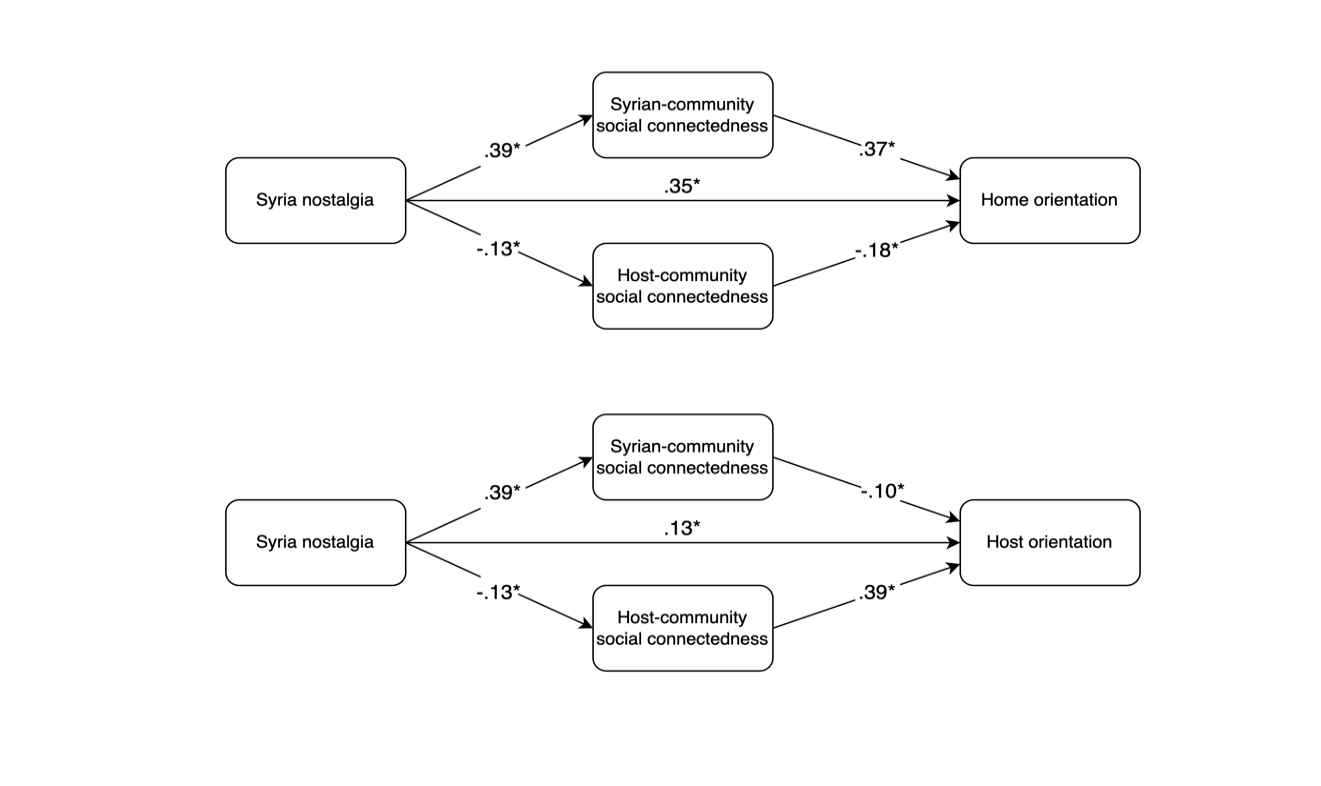 Syrian-community
social connectedness
.39*
.37*
.35*
Syria nostalgia
Home orientation
-.13*
-.18*
Host-community
social connectedness
Syrian-community
social connectedness
.39*
-.10*
.13*
Syria nostalgia
Host orientation
-.13*
.39*
Host-community
social connectedness